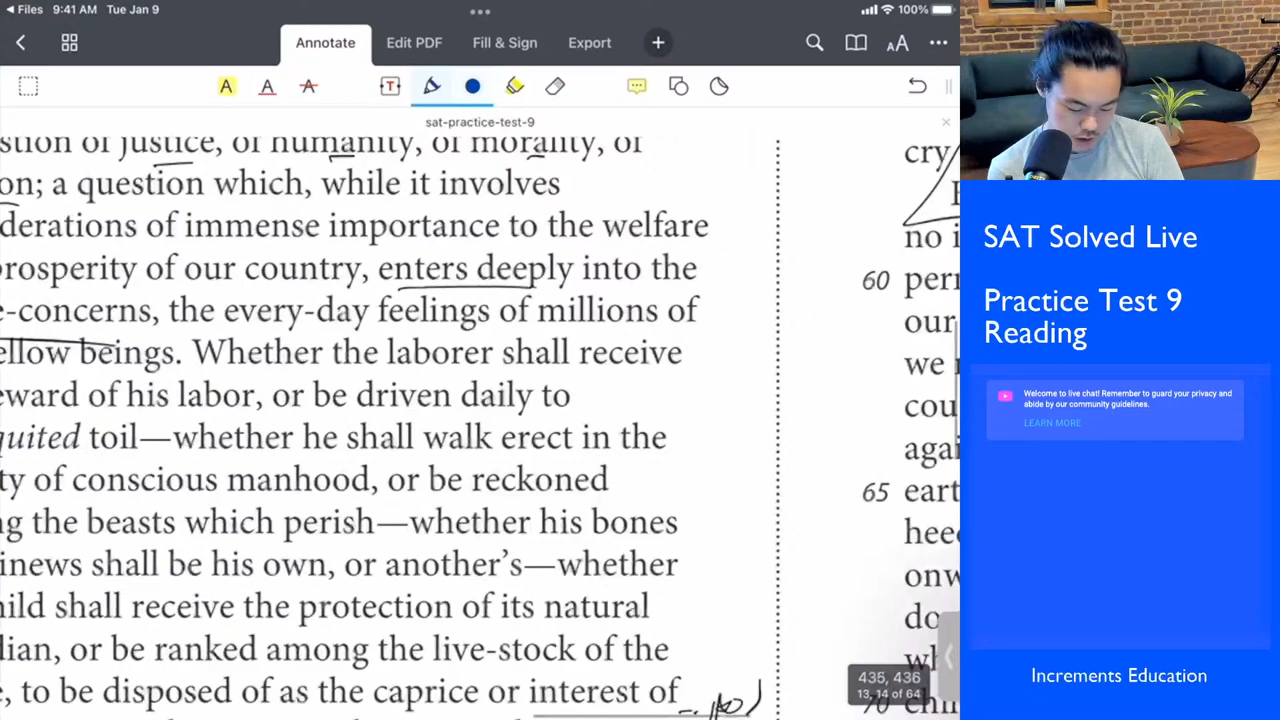 Files 9:41 AM Tue Jan 9
100%
Annotate
Edit PDF
Fill & Sign
Export
sat-practice-test-9
stion of justice, of humanity, of morality, of
on; a question which, while it involves
derations of immense importance to the welfare
prosperity of our country, enters deeply into the
e-concerns, the every-day feelings of millions of
ellow beings. Whether the laborer shall receive
eward of his labor, or be driven daily to
quited toil—whether he shall walk erect in the
ty of conscious manhood, or be reckoned
ng the beasts which perish—whether his bones
inews shall be his own, or another's—whether
hild shall receive the protection of its natural
dian, or be ranked among the live-stock of the
e, to be disposed of as the caprice or interest of
cry
no i
60 peri
our
we
cou
agai
65 eart
heed
onw
do
wh
70
435, 436
13, 14 of 64
SAT Solved Live
Practice Test 9
Reading
Welcome to live chat! Remember to guard your privacy and
abide by our community guidelines.
LEARN MORE
Increments Education